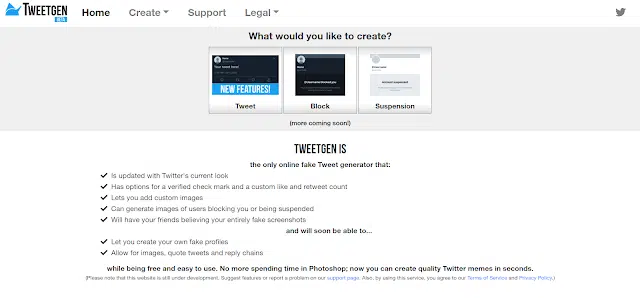 TWEETGEN
BETA
Home Create Support Legal
What would you like to create?
NEW FEATURES!
Tweet Block Suspension
(more coming soon!)
TWEETGEN IS
the only online fake Tweet generator that:
Is updated with Twitter's current look
Has options for a verified check mark and a custom like and retweet count
Lets you add custom images
Can generate images of users blocking you or being suspended
Will have your friends believing your entirely fake screenshots
and will soon be able to...
Let you create your own fake profiles
Allow for images, quote tweets and reply chains
while being free and easy to use. No more spending time in Photoshop; now you can create quality Twitter memes in seconds.
(Please note that this website is still under development. Suggest features or report a problem on our support page. Also, by using this service, you agree to our Terms of Service and Privacy Policy.)